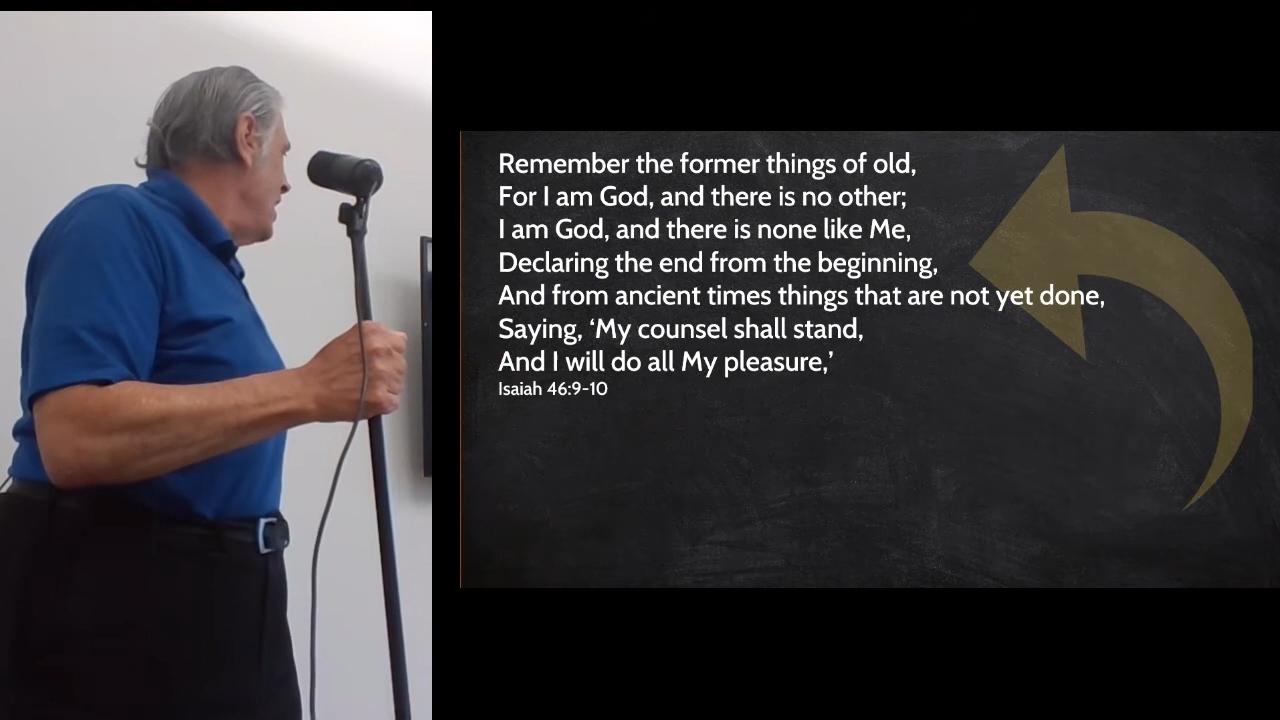 Remember the former things of old,
For I am God, and there is no other;
I am God, and there is none like Me,
Declaring the end from the beginning,
And from ancient times things that are not yet done,
Saying, ‘My counsel shall stand,
And I will do all My pleasure,’
Isaiah 46:9-10